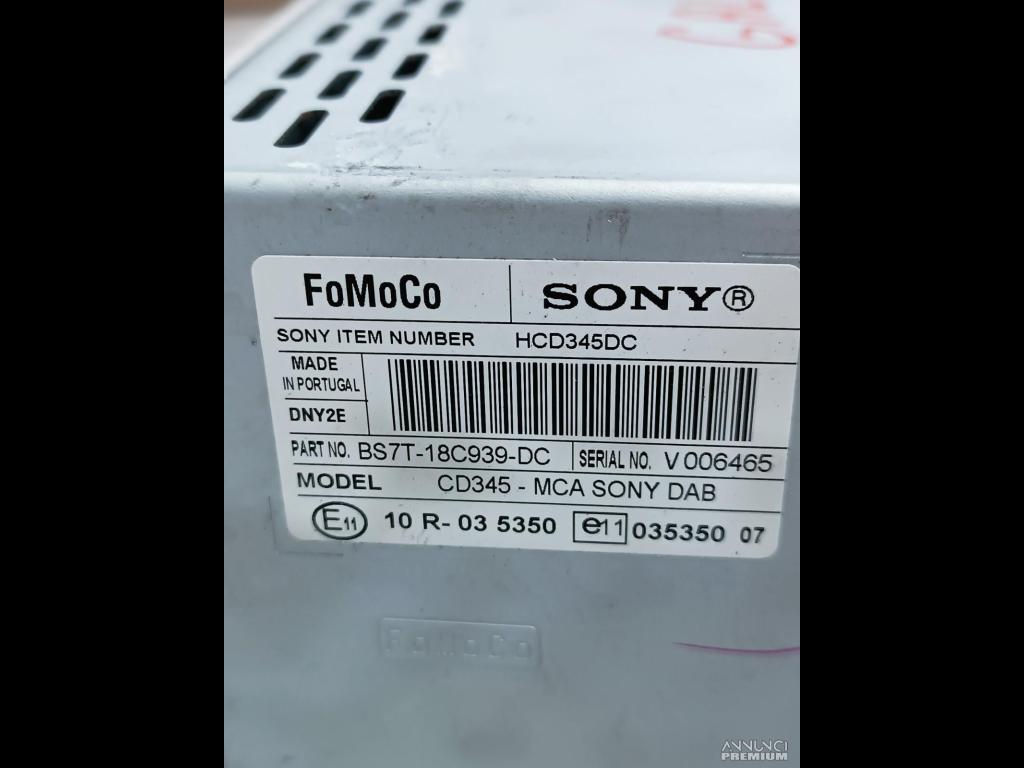 FoMoCo
SONY®
SONY ITEM NUMBER HCD345DC
MADE
IN PORTUGAL
DNY2E
PART NO. BS7T-18C939-DC
SERIAL NO. V006465
MODEL CD345 - MCA SONY DAB
E11 10 R- 03 5350 e11 035350 07
FoMoCo
ANNUNCI
PREMIUM